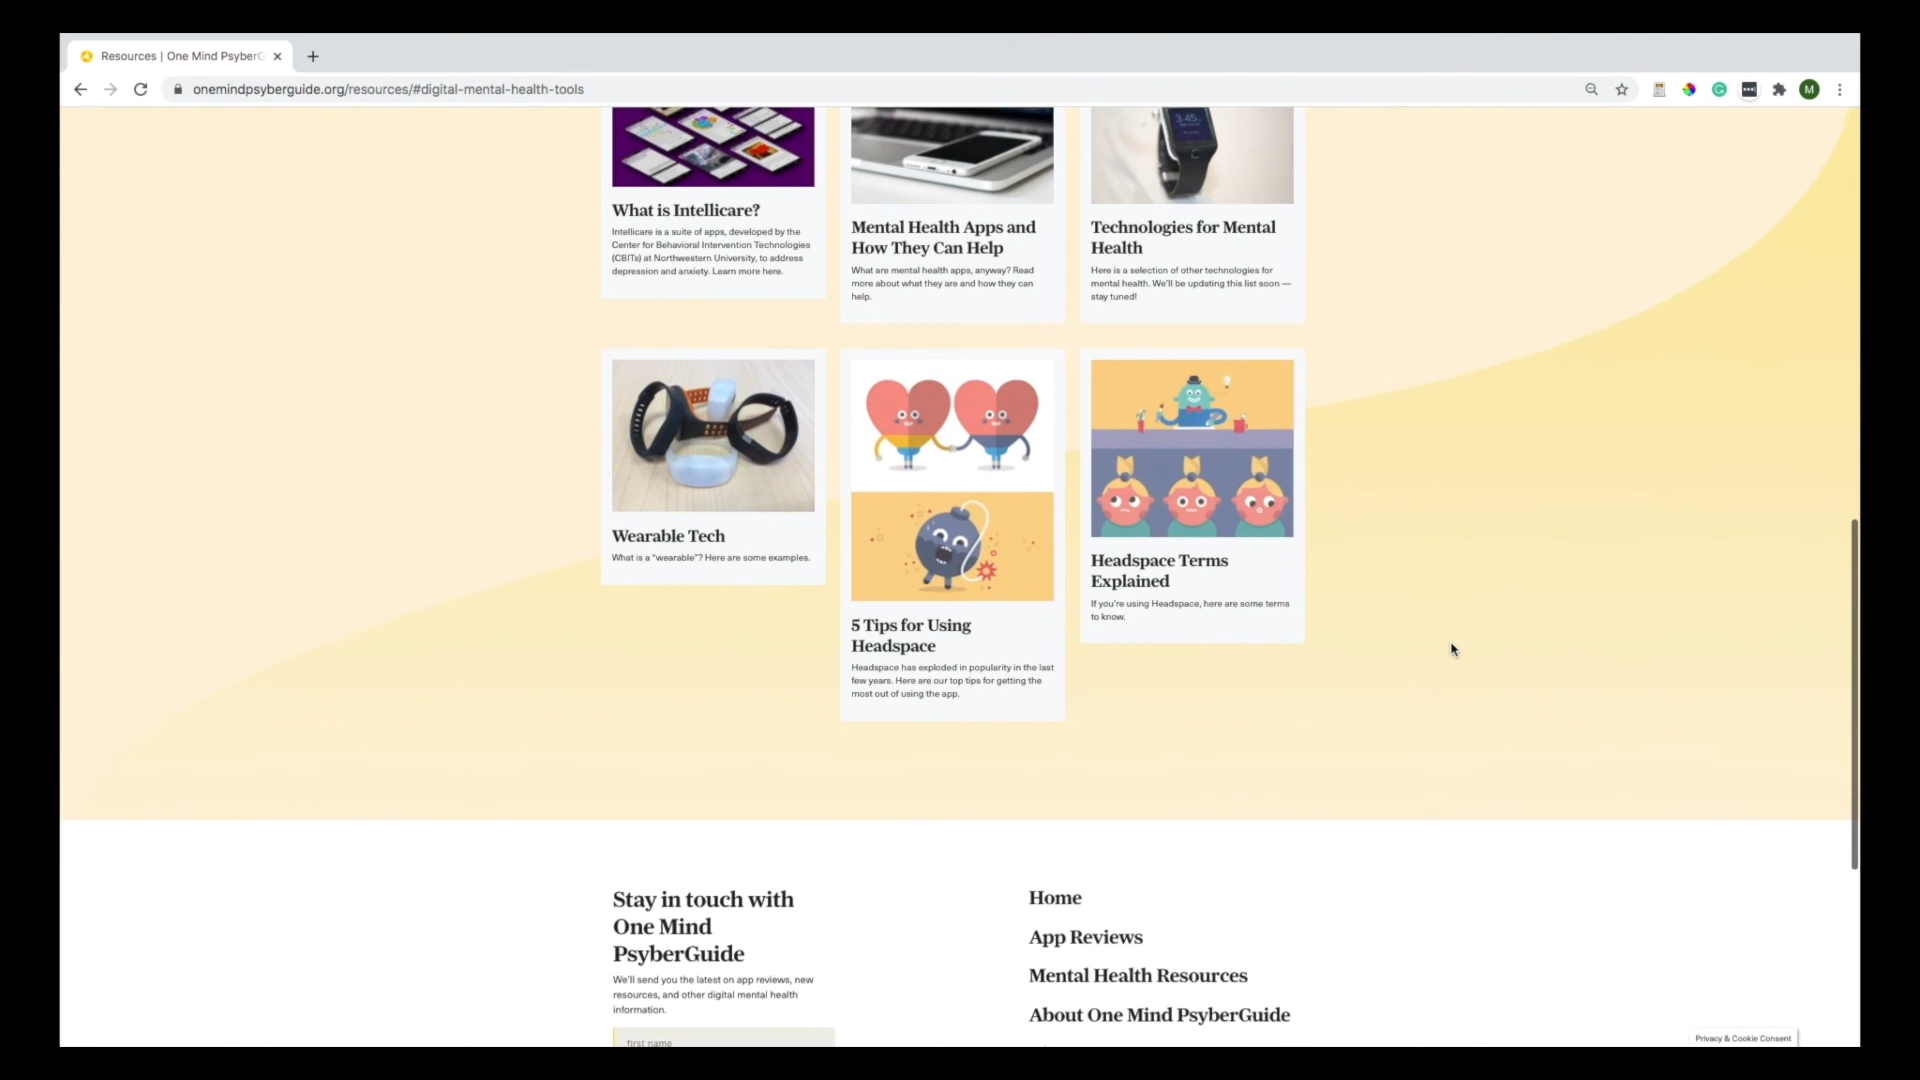 Resources | One Mind PsyberG
onemindpsyberguide.org/resources/#digital-mental-health-tools
M
3:45
What is Intellicare?
Intellicare is a suite of apps, developed by the
Center for Behavioral Intervention Technologies
(CBITs) at Northwestern University, to address
depression and anxiety. Learn more here.
Mental Health Apps and
How They Can Help
What are mental health apps, anyway? Read
more about what they are and how they can
help.
Technologies for Mental
Health
Here is a selection of other technologies for
mental health. We'll be updating this list soon —
stay tuned!
Wearable Tech
What is a “wearable”? Here are some examples.
5 Tips for Using
Headspace
Headspace has exploded in popularity in the last
few years. Here are our top tips for getting the
most out of using the app.
Headspace Terms
Explained
If you're using Headspace, here are some terms
to know.
Stay in touch with
One Mind
PsyberGuide
We'll send you the latest on app reviews, new
resources, and other digital mental health
information.
first name
Home
App Reviews
Mental Health Resources
About One Mind PsyberGuide
Privacy & Cookie Consent